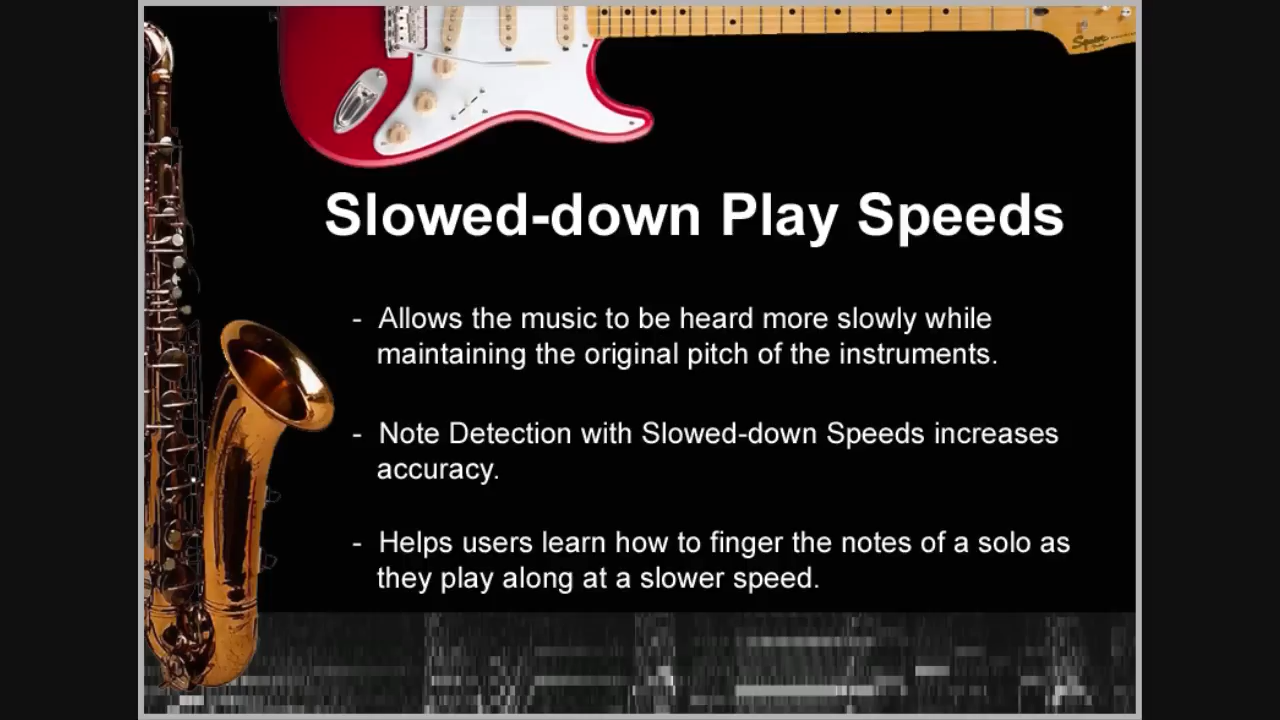 Squier
Slowed-down Play Speeds
- Allows the music to be heard more slowly while
maintaining the original pitch of the instruments.
- Note Detection with Slowed-down Speeds increases
accuracy.
- Helps users learn how to finger the notes of a solo as
they play along at a slower speed.